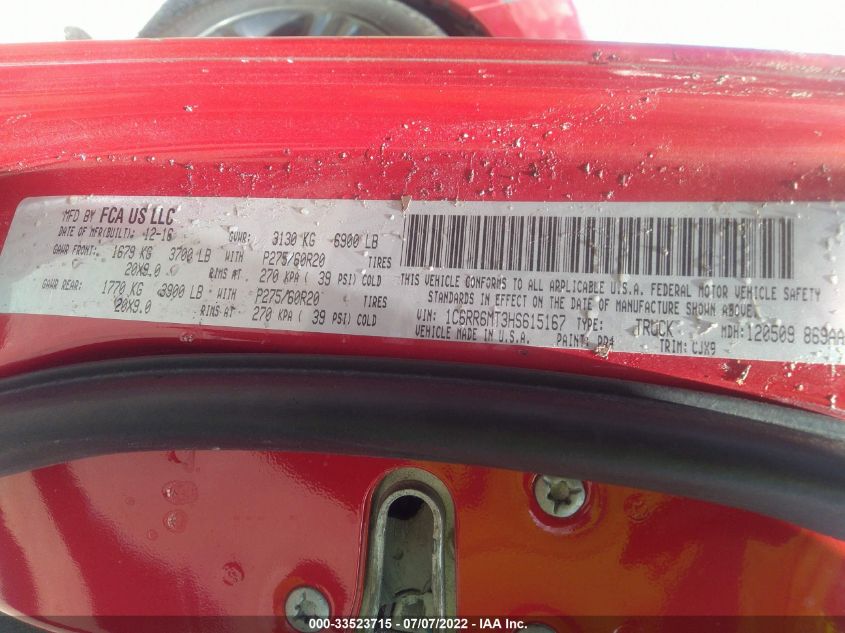 MFD BY FCA US LLC
DATE OF MFR(BUILT): 12-16 GVWR: 3130 KG 6900 LB
GAWR FRONT: 1679 KG 3700 LB WITH P275/60R20 TIRES
20X9.0 RIMS AT 270 KPA ( 39 PSI) COLD
GAWR REAR: 1770 KG 3900 LB WITH P275/60R20 TIRES
20X9.0 RIMS AT 270 KPA ( 39 PSI) COLD
THIS VEHICLE CONFORMS TO ALL APPLICABLE U.S.A. FEDERAL MOTOR VEHICLE SAFETY
STANDARDS IN EFFECT ON THE DATE OF MANUFACTURE SHOWN ABOVE.
VIN: 1C6RR6MT3HS615167 TYPE: TRUCK MDH: 120509 869AA
VEHICLE MADE IN U.S.A. PAINT: PR4 TRIM: CJX9
000-33523715 - 07/07/2022 - IAA Inc.